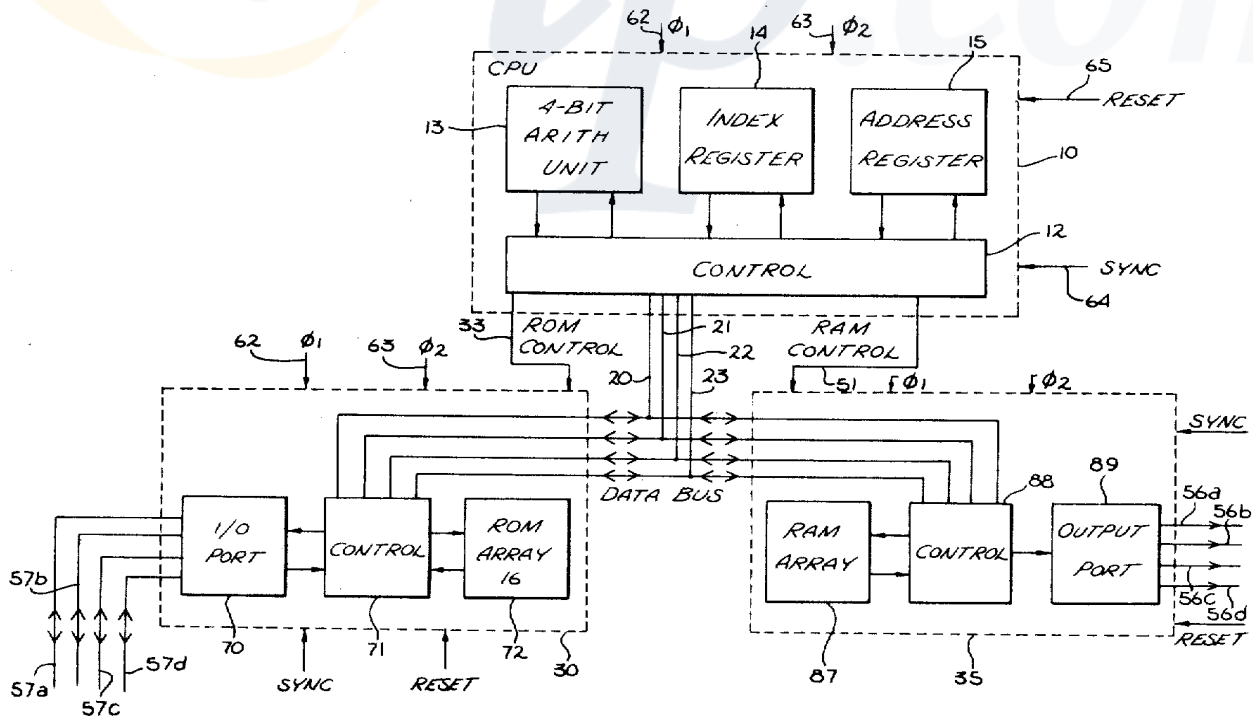 62 ϕ1 63 ϕ2
14 15
CPU
65 RESET
13 4-BIT ARITH UNIT
INDEX REGISTER
ADDRESS REGISTER
10
12
CONTROL
SYNC
64
33 ROM CONTROL
21
22
RAM CONTROL
62 ϕ1 63 ϕ2
20 23
51 ϕ1 ϕ2
SYNC
DATA BUS
88 89
56a 56b
I/O PORT
CONTROL
ROM ARRAY 16
RAM ARRAY
CONTROL
OUTPUT PORT
56c
56d
57b
70 71 72 30
87 35
RESET
57a 57c 57d
SYNC RESET